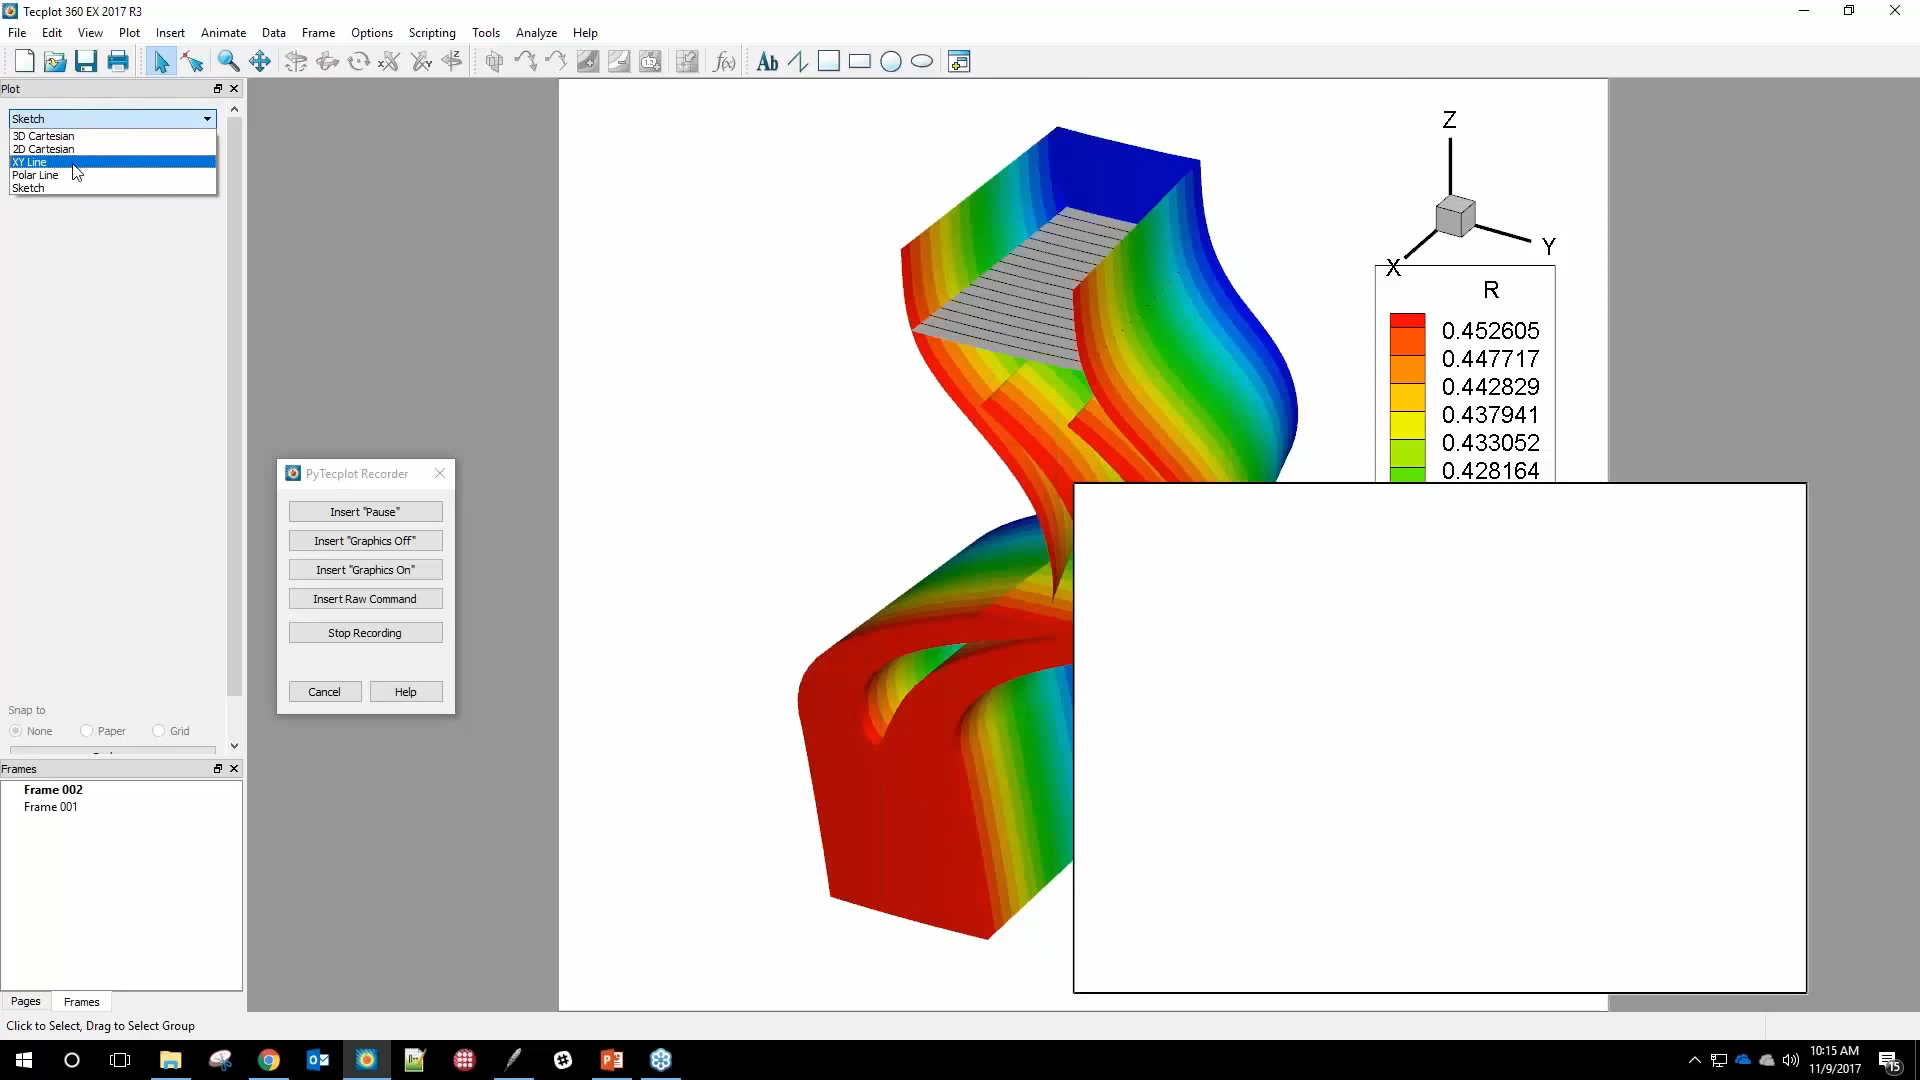 Tecplot 360 EX 2017 R3
File Edit View Plot Insert Animate Data Frame Options Scripting Tools Analyze Help
Plot
Sketch
3D Cartesian
2D Cartesian
XY Line
Polar Line
Sketch
Snap to
None Paper Grid
Frames
Frame 002
Frame 001
Pages Frames
Click to Select, Drag to Select Group
PyTecplot Recorder
Insert "Pause"
Insert "Graphics Off"
Insert "Graphics On"
Insert Raw Command
Stop Recording
Cancel Help
Ab
f(x)
Z
Y
X
R
0.452605
0.447717
0.442829
0.437941
0.433052
0.428164
10:15 AM
11/9/2017
15